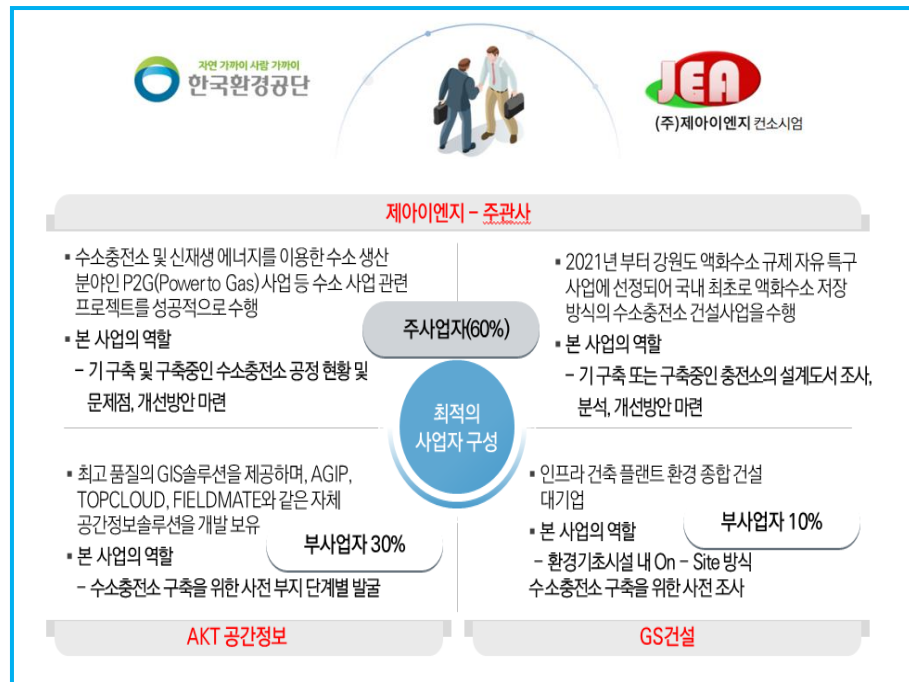 자연 가까이 사람 가까이
한국환경공단
JEA
(주)제아이엔지 컨소시엄
제아이엔지 – 주관사
▪ 수소충전소 및 신재생 에너지를 이용한 수소 생산
분야인 P2G(Power to Gas) 사업 등 수소 사업 관련
프로젝트를 성공적으로 수행
▪ 본 사업의 역할
– 기 구축 및 구축중인 수소충전소 공정 현황 및
문제점, 개선방안 마련
▪ 2021년 부터 강원도 액화수소 규제 자유 특구
사업에 선정되어 국내 최초로 액화수소 저장
방식의 수소충전소 건설사업을 수행
▪ 본 사업의 역할
– 기 구축 또는 구축중인 충전소의 설계도서 조사,
분석, 개선방안 마련
주사업자(60%)
최적의
사업자 구성
▪ 최고 품질의 GIS솔루션을 제공하며, AGIP,
TOPCLOUD, FIELDMATE와 같은 자체
공간정보솔루션을 개발 보유
▪ 본 사업의 역할
– 수소충전소 구축을 위한 사전 부지 단계별 발굴
부사업자 30%
▪ 인프라 건축 플랜트 환경 종합 건설
대기업
▪ 본 사업의 역할
– 환경기초시설 내 On – Site 방식
수소충전소 구축을 위한 사전 조사
부사업자 10%
AKT 공간정보
GS건설